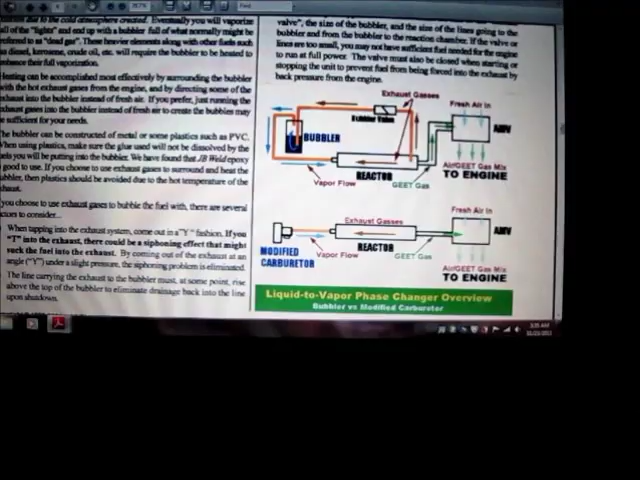 all of the "lights" and end up with a bubbler full of what normally might be
referred to as "dead gas". These heavier elements along with other fuels such
as diesel, kerosene, crude oil, etc. will require the bubbler to be heated to
enhance their full vaporization.
Heating can be accomplished most effectively by surrounding the bubbler
with the hot exhaust gases from the engine, and by directing some of the
exhaust into the bubbler instead of fresh air. If you prefer, just running the
exhaust gases into the bubbler instead of fresh air to create the bubbles may
be sufficient for your needs.
The bubbler can be constructed of metal or some plastics such as PVC.
When using plastics, make sure the glue used will not be dissolved by the
fuels you will be putting into the bubbler. We have found that JB Weld epoxy
is good to use. If you choose to use exhaust gases to surround and heat the
bubbler, then plastics should be avoided due to the hot temperature of the
exhaust.
you choose to use exhaust gases to bubble the fuel with, there are several
factors to consider...
When tapping into the exhaust system, come out in a "Y" fashion. If you
"T" into the exhaust, there could be a siphoning effect that might
suck the fuel into the exhaust. By coming out of the exhaust at an
angle ("Y") under a slight pressure, the siphoning problem is eliminated.
The line carrying the exhaust to the bubbler must, at some point, rise
above the top of the bubbler to eliminate drainage back into the line
upon shutdown.
valve", the size of the bubbler, and the size of the lines going to the
bubbler and from the bubbler to the reaction chamber. If the valve or
lines are too small, you may not have sufficient fuel needed for the engine
to run at full power. The valve must also be closed when starting or
stopping the unit to prevent fuel from being forced into the exhaust by
back pressure from the engine.
Exhaust Gasses
Fresh Air In
Bubbler Valve
BUBBLER
REACTOR
Vapor Flow
GEET Gas
Air/GEET Gas Mix
TO ENGINE
Fresh Air In
Exhaust Gasses
REACTOR
MODIFIED
CARBURETOR
Vapor Flow
GEET Gas
Air/GEET Gas Mix
TO ENGINE
Liquid-to-Vapor Phase Changer Overview
Bubbler vs Modified Carburetor